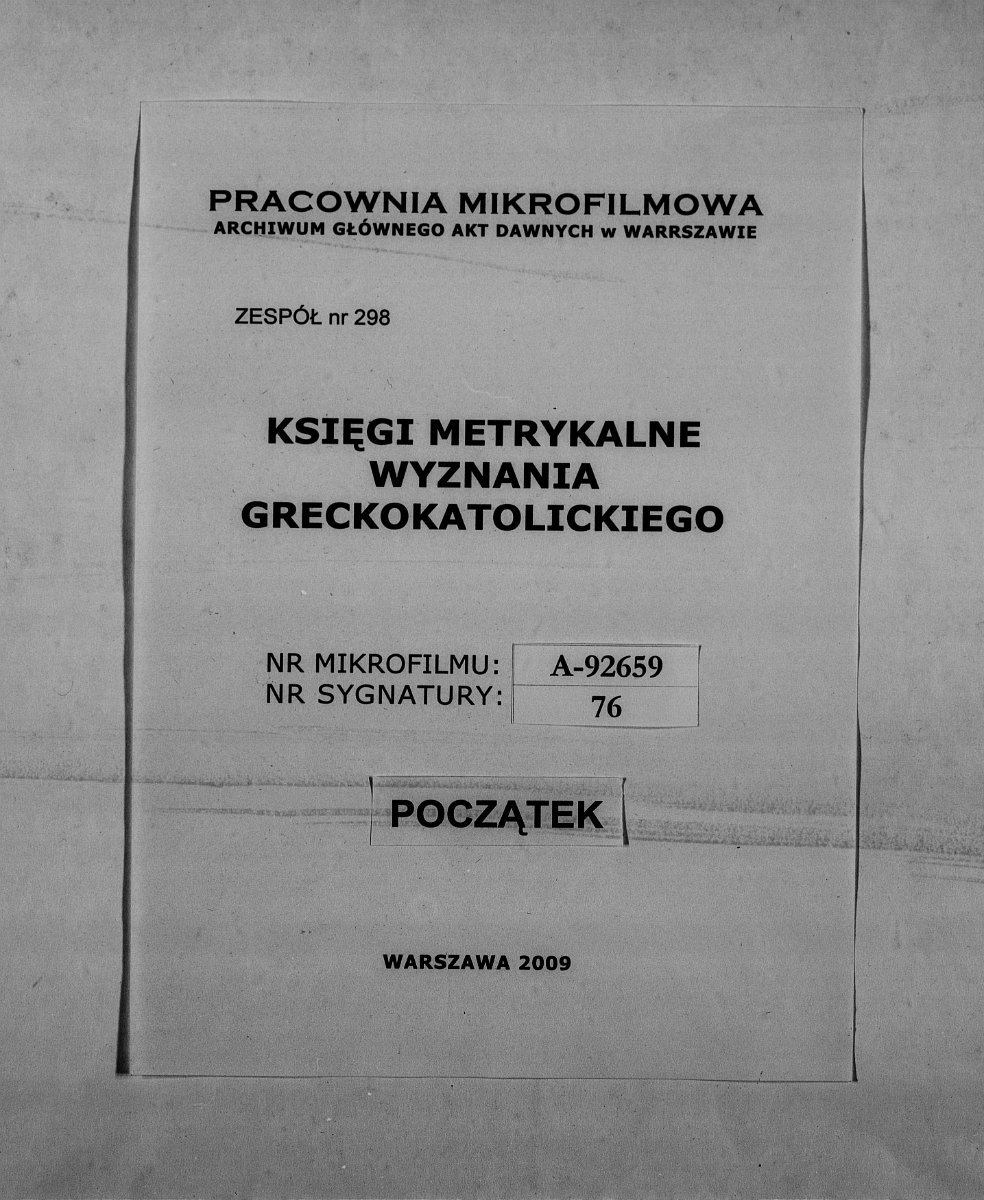 PRACOWNIA MIKROFILMOWA
ARCHIWUM GŁÓWNEGO AKT DAWNYCH w WARRSZAWIE
ZESPÓŁ nr 298
KSIĘGI METRYKALNE
WYZNANIA
GRECKOKATOLICKIEGO
NR MIKROFILMU: A-92659
NR SYGNATURY: 76
POCZĄTEK
WARSZAWA 2009